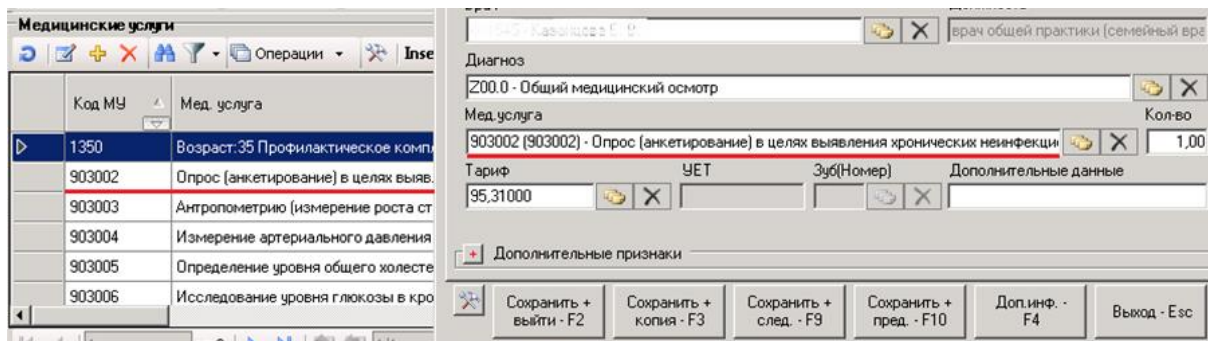 Медицинские услуги
Операции
Inse
Код МУ Мед. услуга
1350 Возраст:35 Профилактическое компл
903002 Опрос (анкетирование) в целях выяв.
903003 Антропометрию (измерение роста ст
903004 Измерение артериального давления
903005 Определение уровня общего холесте
903006 Исследование уровня глюкозы в кро
врач общей практики (семейный вра
Диагноз
Z00.0 - Общий медицинский осмотр
Мед.услуга Кол-во
903002 (903002) - Опрос (анкетирование) в целях выявления хронических неинфекци 1,00
Тариф УЕТ Зуб(Номер) Дополнительные данные
95,31000
Дополнительные признаки
Сохранить + выйти - F2
Сохранить + копия - F3
Сохранить + след. - F9
Сохранить + пред. - F10
Доп.инф. - F4
Выход - Esc